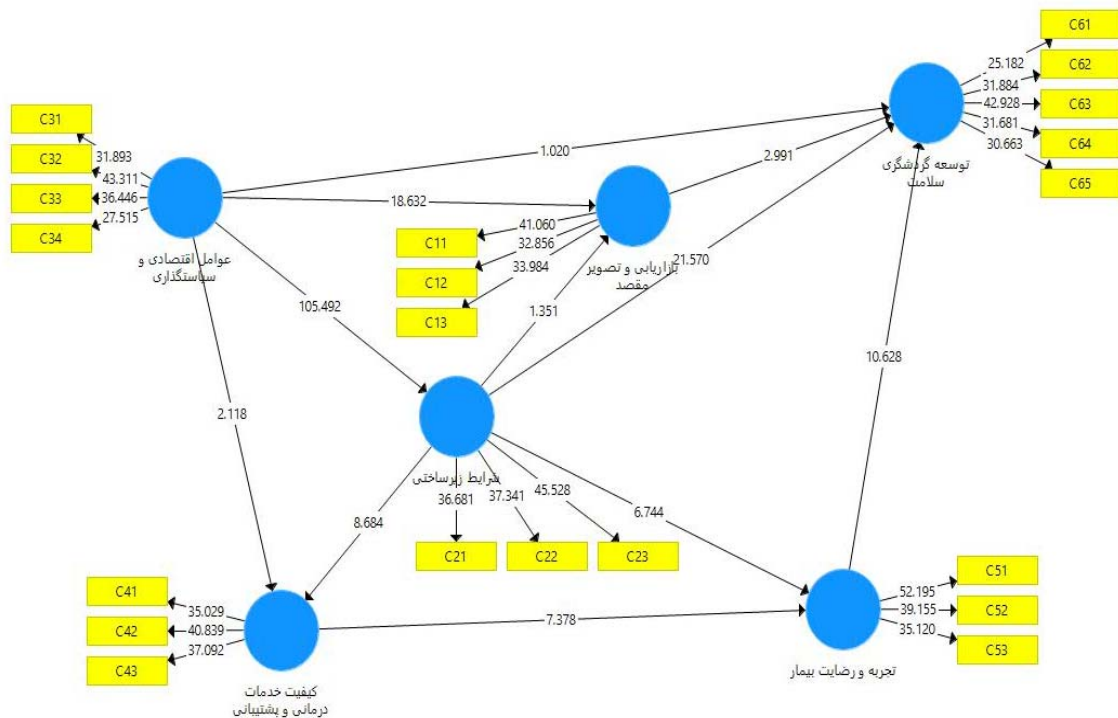 C61
25.182
C62
31.884
C63
42.928
C64
31.681
C65
30.663
توسعه گردشگری
سلامت
C31
31.893
C32
43.311
C33
36.446
C34
27.515
عوامل اقتصادی و
سیاستگذاری
1.020
2.991
18.632
C11
41.060
C12
32.856
C13
33.984
بازاریابی و تصویر
مقصد
21.570
105.492
1.351
10.628
2.118
شرایط زیرساختی
36.681
37.341
45.528
C21
C22
C23
8.684
6.744
C41
35.029
C42
40.839
C43
37.092
کیفیت خدمات
درمانی و پشتیبانی
7.378
C51
52.195
C52
39.155
C53
35.120
تجربه و رضایت بیمار